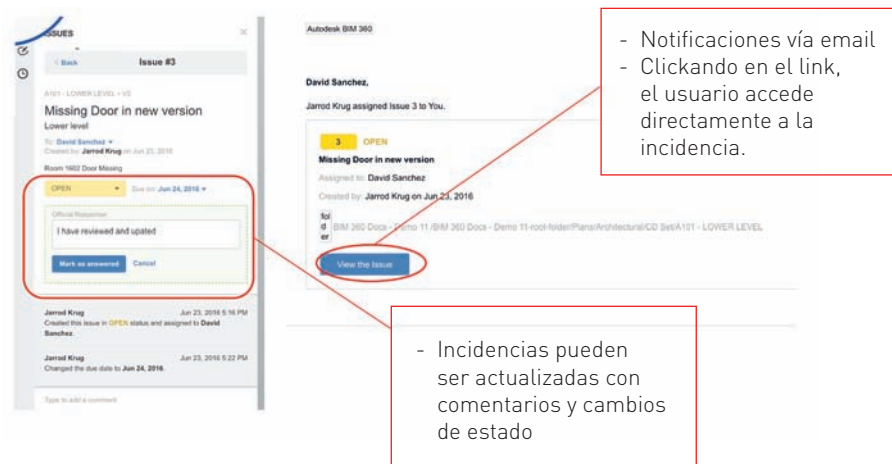 ISSUES
Back
Issue #3
A101 - LOWER LEVEL • V2
Missing Door in new version
Lower level
To: David Sanchez
Created by: Jarrod Krug on Jun 23, 2016
Room 1602 Door Missing
OPEN
Due on: Jun 24, 2016
Official Response
I have reviewed and upated
Mark as answered
Cancel
Jarrod Krug
Jun 23, 2016 5:16 PM
Created this issue in OPEN status and assigned to David
Sanchez.
Jarrod Krug
Jun 23, 2016 5:22 PM
Changed the due date to Jun 24, 2016.
Type to add a comment
Autodesk BIM 360
David Sanchez,
Jarrod Krug assigned Issue 3 to You.
3 OPEN
Missing Door in new version
Assigned to: David Sanchez
Created by: Jarrod Krug on Jun 23, 2016
fol
d
er
BIM 360 Docs - Demo 11 /BIM 360 Docs - Demo 11-root-folder/Plans/Architectural/CD Set/A101 - LOWER LEVEL
View the Issue
- Notificaciones vía email
- Clickando en el link,
el usuario accede
directamente a la
incidencia.
- Incidencias pueden
ser actualizadas con
comentarios y cambios
de estado